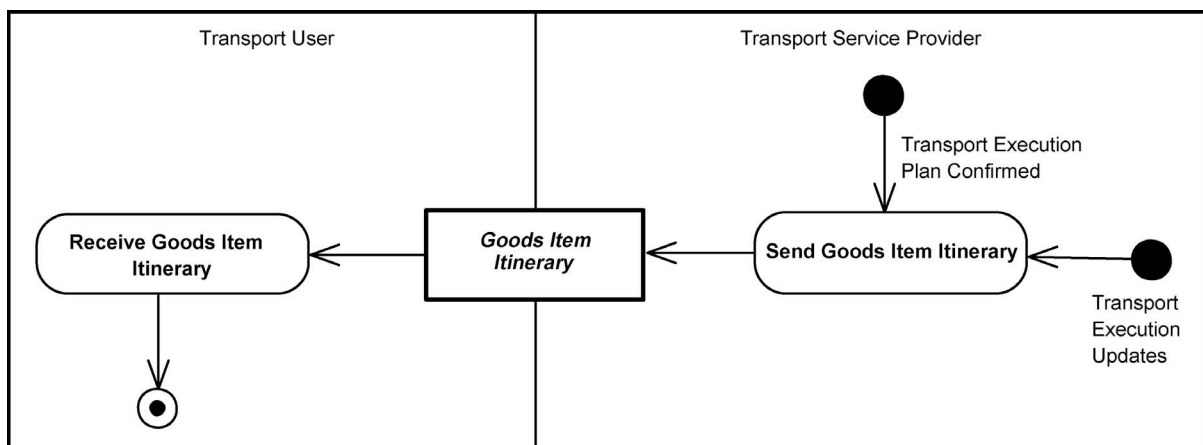 Transport User
Transport Service Provider
Transport Execution
Plan Confirmed
Receive Goods Item
Itinerary
Goods Item
Itinerary
Send Goods Item Itinerary
Transport
Execution
Updates